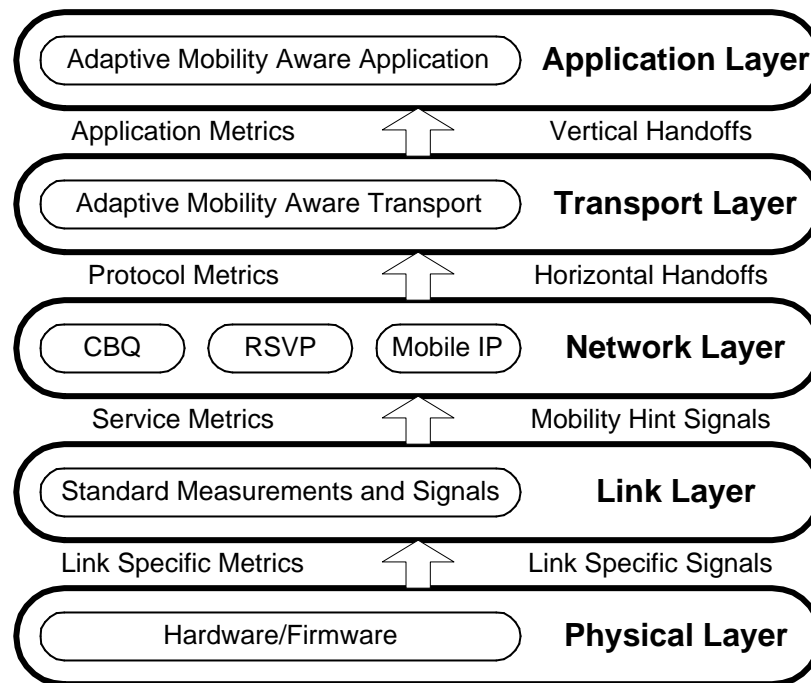 Adaptive Mobility Aware Application Application Layer
Application Metrics Vertical Handoffs
Adaptive Mobility Aware Transport Transport Layer
Protocol Metrics Horizontal Handoffs
CBQ RSVP Mobile IP Network Layer
Service Metrics Mobility Hint Signals
Standard Measurements and Signals Link Layer
Link Specific Metrics Link Specific Signals
Hardware/Firmware Physical Layer